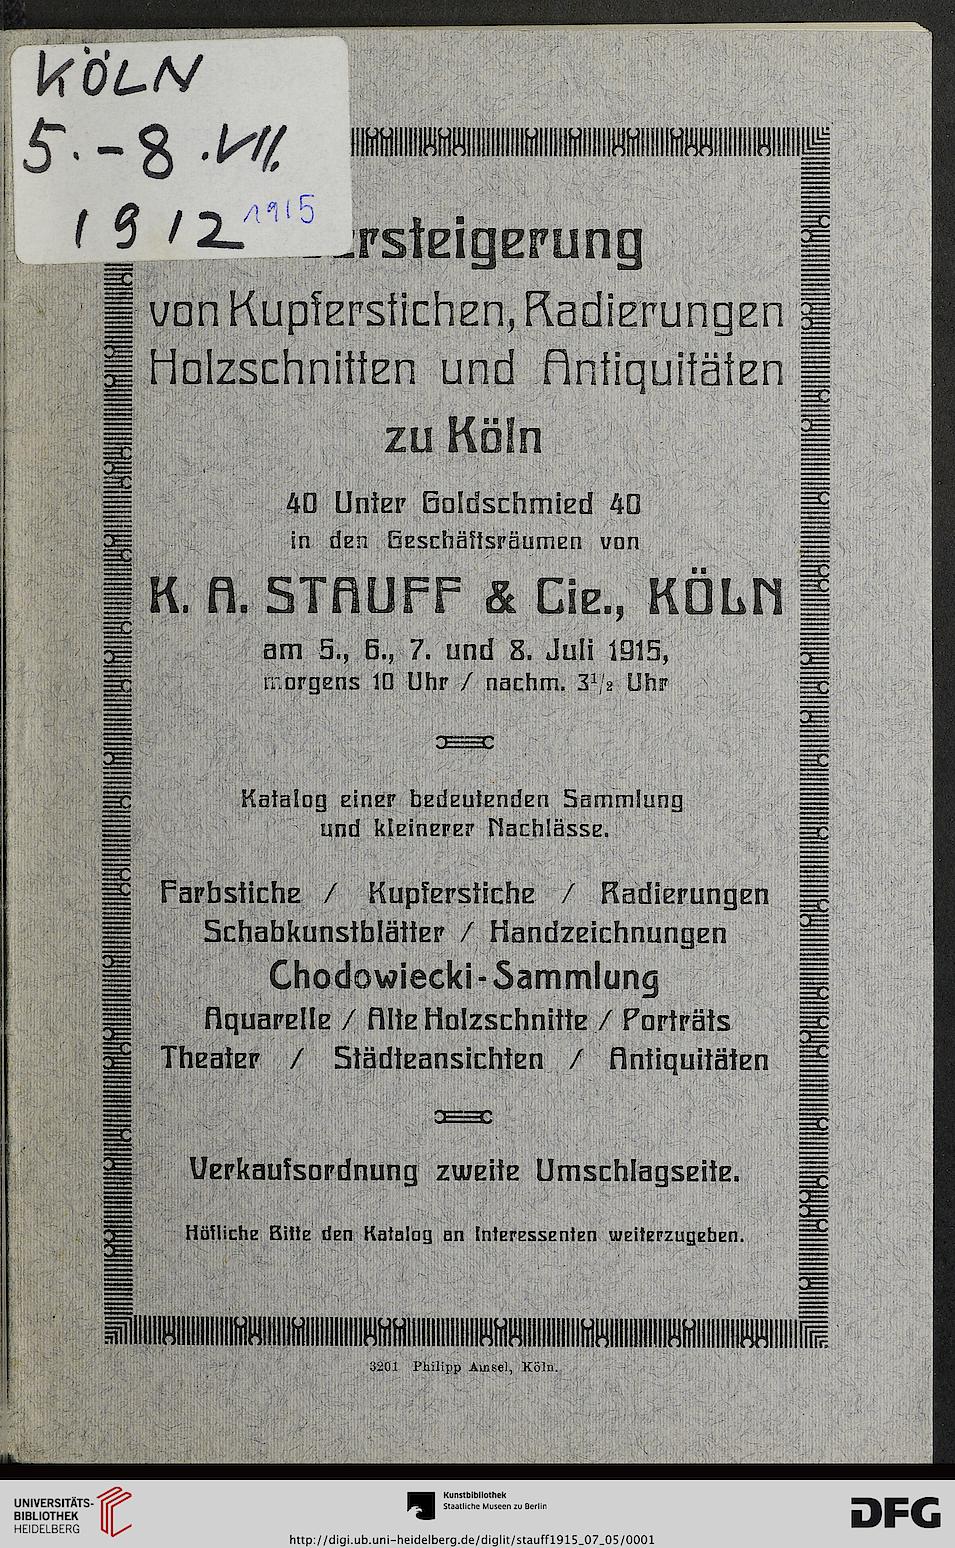 KÖLN
5.-8.VII.
1912 1915
rsteigerung
von Kupferstichen, Radierungen
Holzschnitten und Antiquitäten
zu Köln
40 Unter Goldschmied 40
in den Geschäftsräumen von
K. A. STAUFF & Cie., KÖLN
am 5., 6., 7. und 8. Juli 1915,
morgens 10 Uhr / nachm. 3½ Uhr
Katalog einer bedeutenden Sammlung
und kleinerer Nachlässe.
Farbstiche / Kupferstiche / Radierungen
Schabkunstblätter / Handzeichnungen
Chodowiecki-Sammlung
Aquarelle / Alte Holzschnitte / Porträts
Theater / Städteansichten / Antiquitäten
Verkaufsordnung zweite Umschlagseite.
Höfliche Bitte den Katalog an Interessenten weiterzugeben.
3201 Philipp Amsel, Köln.
UNIVERSITÄTS-
BIBLIOTHEK
HEIDELBERG
Kunstbibliothek
Staatliche Museen zu Berlin
DFG
http://digi.ub.uni-heidelberg.de/diglit/stauff1915_07_05/0001